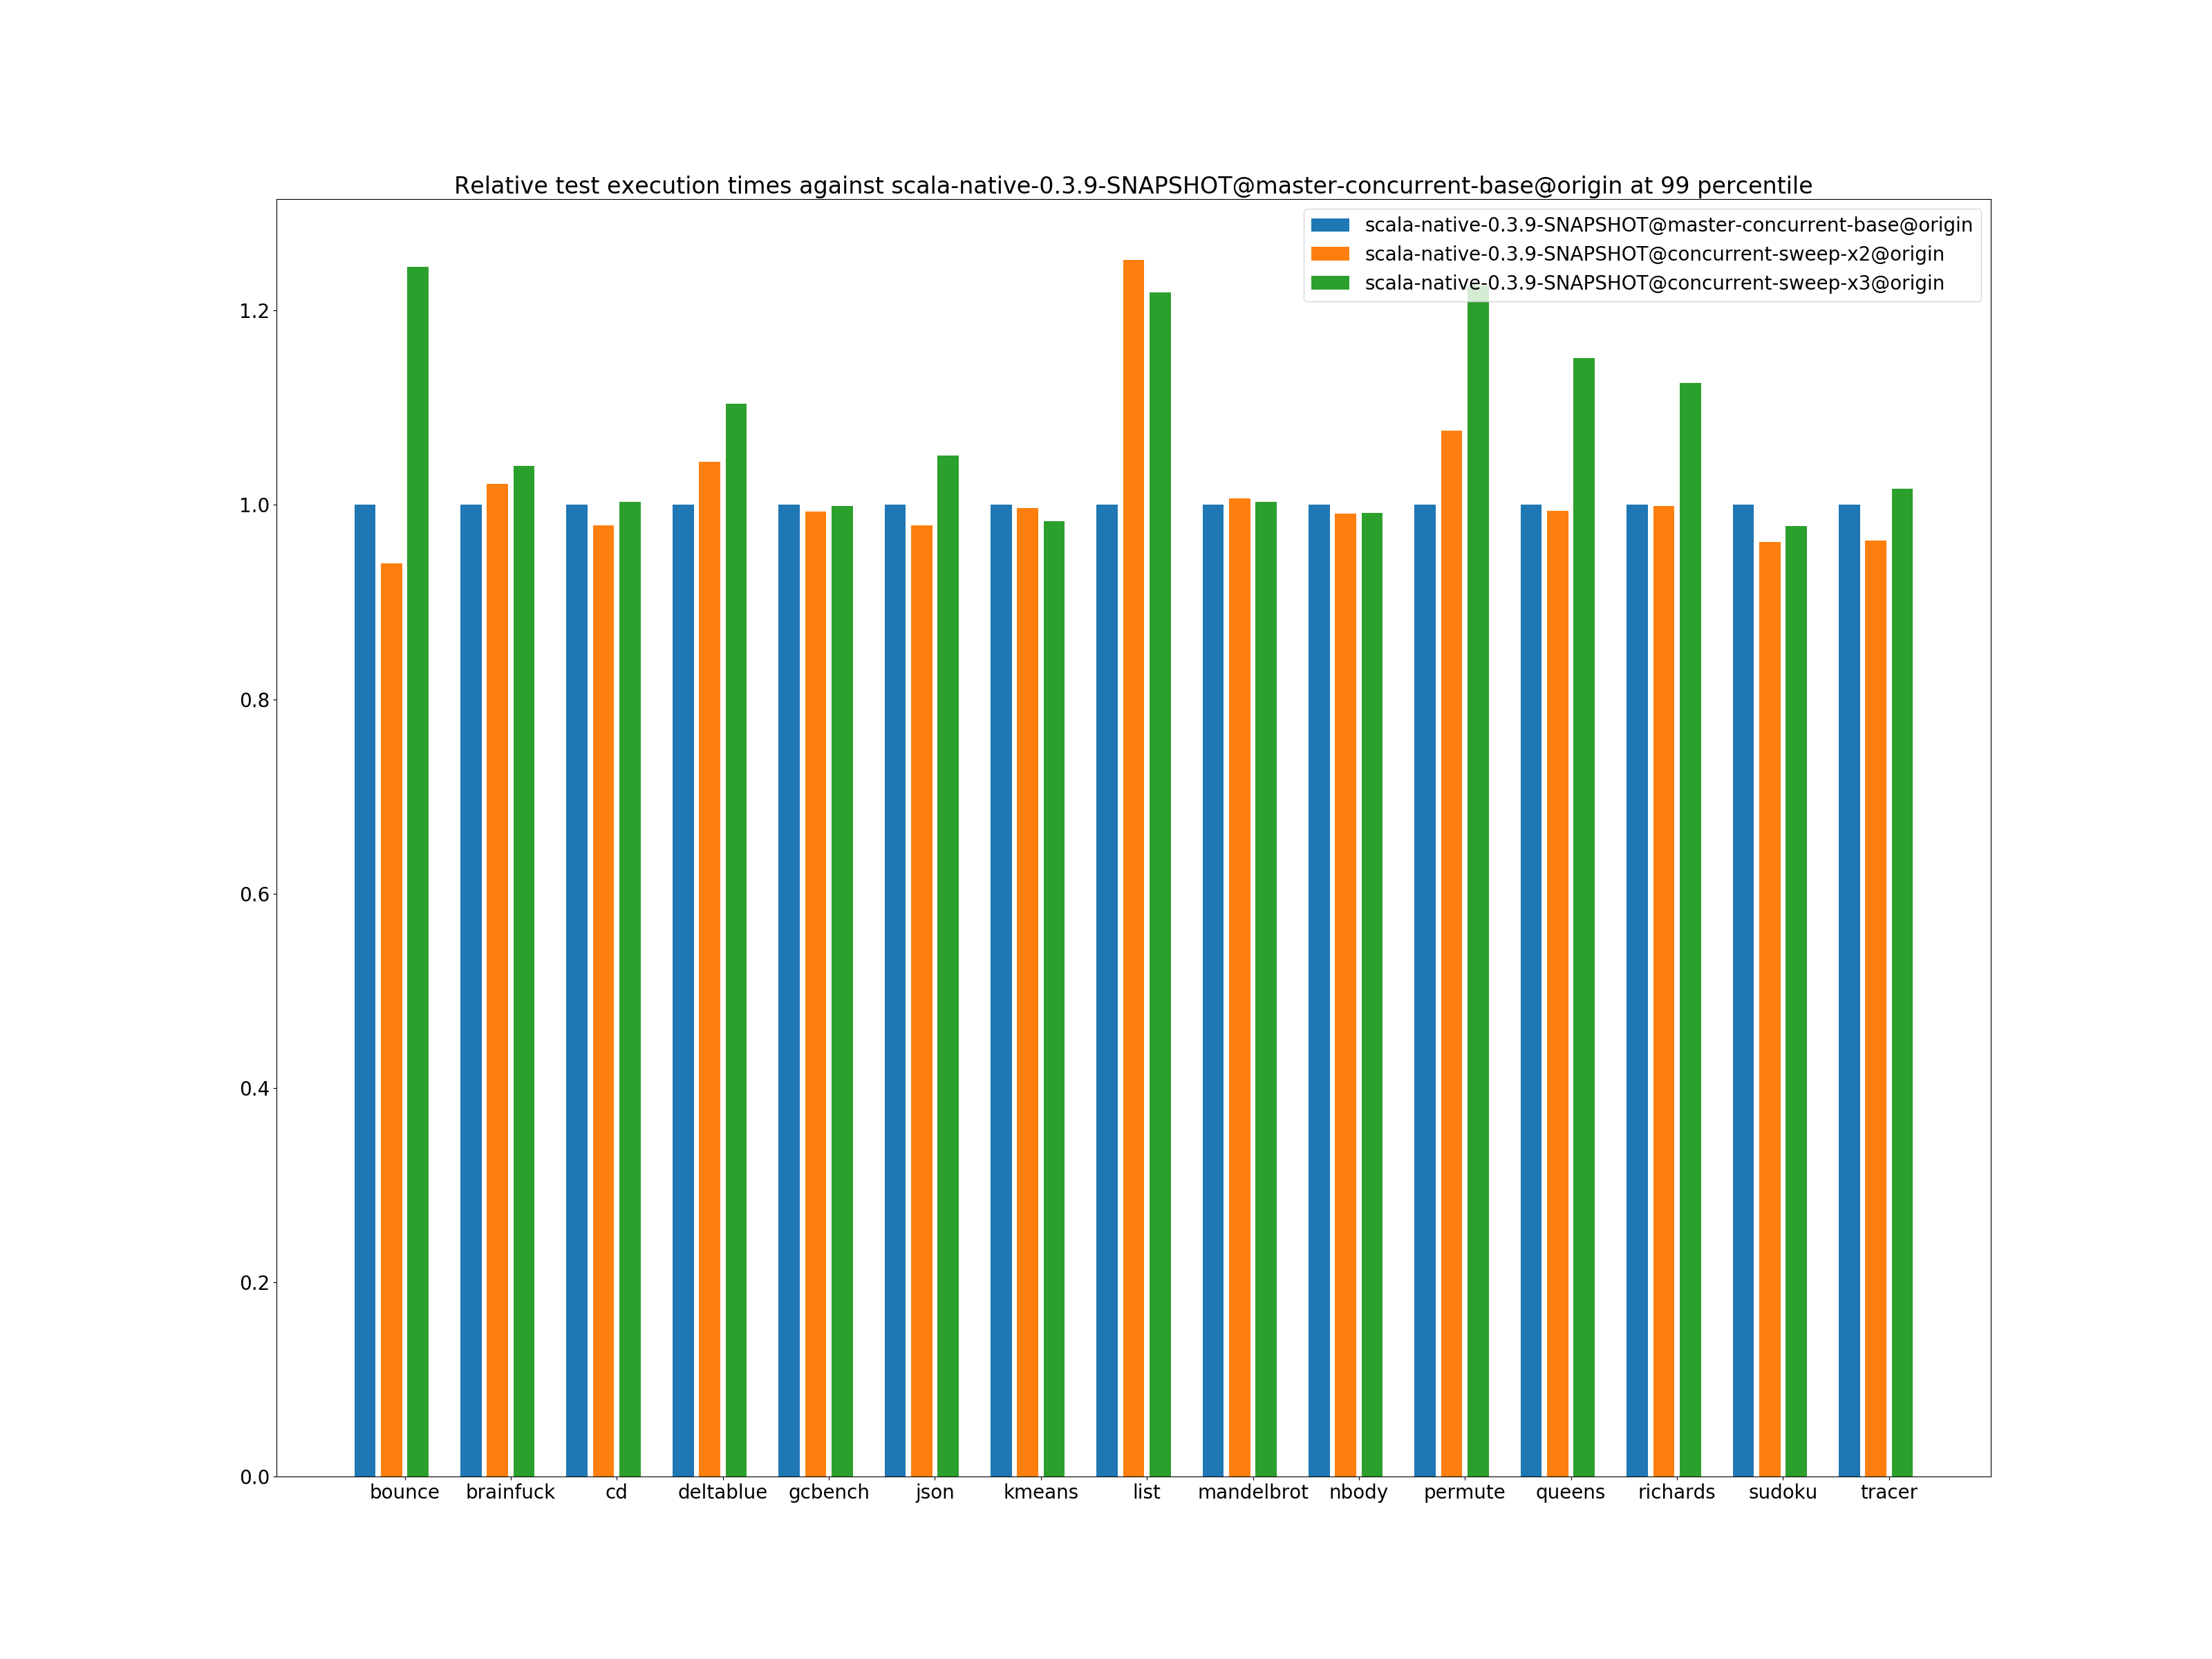 Relative test execution times against scala-native-0.3.9-SNAPSHOT@master-concurrent-base@origin at 99 percentile
scala-native-0.3.9-SNAPSHOT@master-concurrent-base@origin
scala-native-0.3.9-SNAPSHOT@concurrent-sweep-x2@origin
scala-native-0.3.9-SNAPSHOT@concurrent-sweep-x3@origin
1.2
1.0
0.8
0.6
0.4
0.2
0.0
bounce brainfuck cd deltablue gcbench json kmeans list mandelbrot nbody permute queens richards sudoku tracer